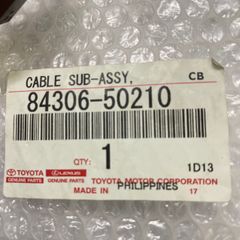 CABLE SUB-ASSY, CB
84306-50210
QTY: 1 1D13
TOYOTA LEXUS
GENUINE PARTS GENUINE PARTS TOYOTA MOTOR CORPORATION
MADE IN PHILIPPINES 17